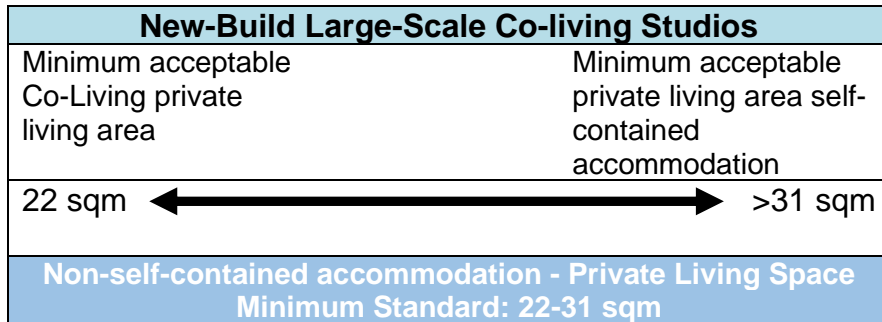 New-Build Large-Scale Co-living Studios
Minimum acceptable
Co-Living private
living area
Minimum acceptable
private living area self-
contained
accommodation
22 sqm
>31 sqm
Non-self-contained accommodation - Private Living Space
Minimum Standard: 22-31 sqm